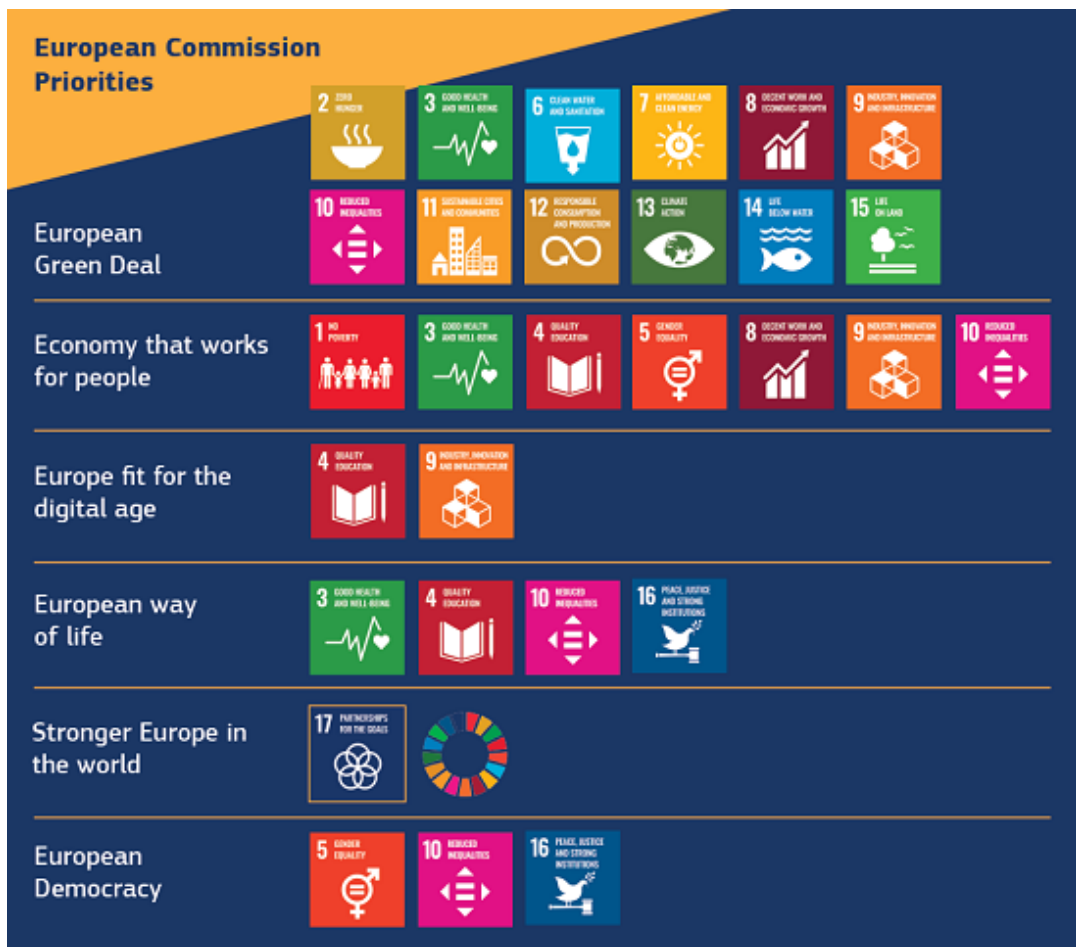 European Commission
Priorities
2 ZERO
HUNGER
3 GOOD HEALTH
AND WELL-BEING
6 CLEAN WATER
AND SANITATION
7 AFFORDABLE AND
CLEAN ENERGY
8 DECENT WORK AND
ECONOMIC GROWTH
9 INDUSTRY, INNOVATION
AND INFRASTRUCTURE
European
Green Deal
10 REDUCED
INEQUALITIES
11 SUSTAINABLE CITIES
AND COMMUNITIES
12 RESPONSIBLE
CONSUMPTION
AND PRODUCTION
13 CLIMATE
ACTION
14 LIFE
BELOW WATER
15 LIFE
ON LAND
Economy that works
for people
1 NO
POVERTY
3 GOOD HEALTH
AND WELL-BEING
4 QUALITY
EDUCATION
5 GENDER
EQUALITY
8 DECENT WORK AND
ECONOMIC GROWTH
9 INDUSTRY, INNOVATION
AND INFRASTRUCTURE
10 REDUCED
INEQUALITIES
Europe fit for the
digital age
4 QUALITY
EDUCATION
9 INDUSTRY, INNOVATION
AND INFRASTRUCTURE
European way
of life
3 GOOD HEALTH
AND WELL-BEING
4 QUALITY
EDUCATION
10 REDUCED
INEQUALITIES
16 PEACE, JUSTICE
AND STRONG
INSTITUTIONS
Stronger Europe in
the world
17 PARTNERSHIPS
FOR THE GOALS
European
Democracy
5 GENDER
EQUALITY
10 REDUCED
INEQUALITIES
16 PEACE, JUSTICE
AND STRONG
INSTITUTIONS